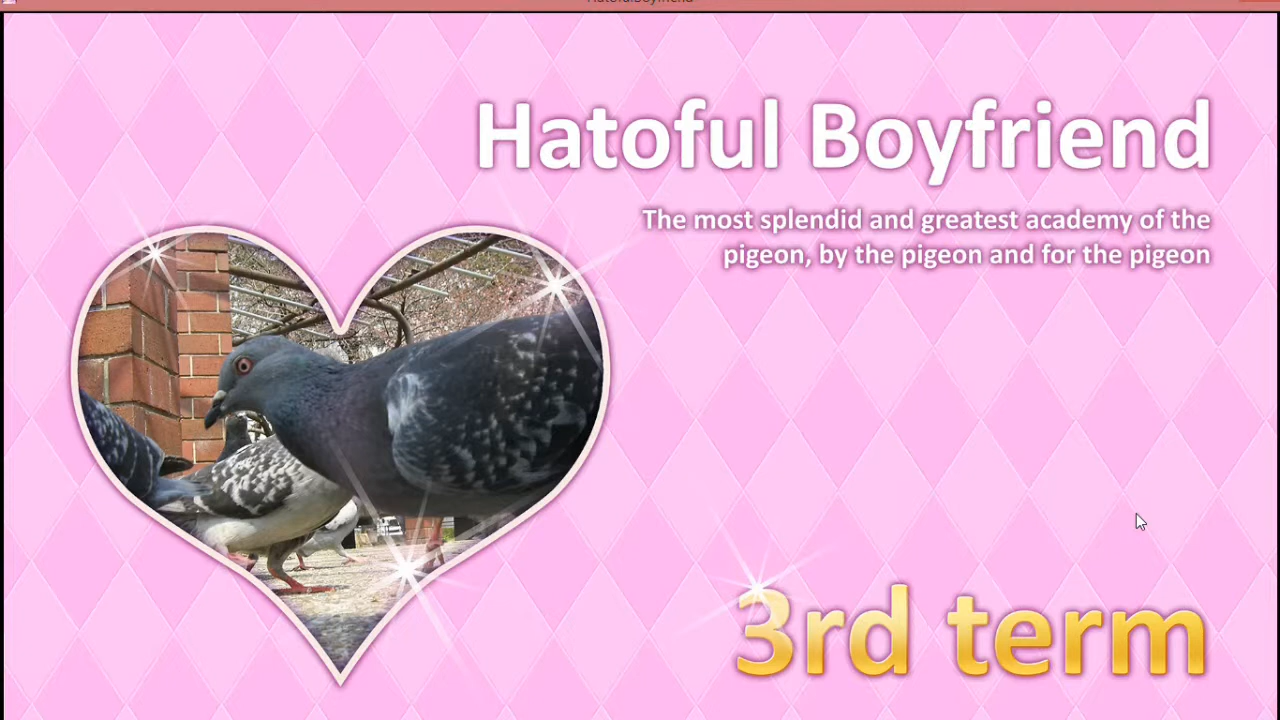 Hatoful Boyfriend
The most splendid and greatest academy of the
pigeon, by the pigeon and for the pigeon
3rd term